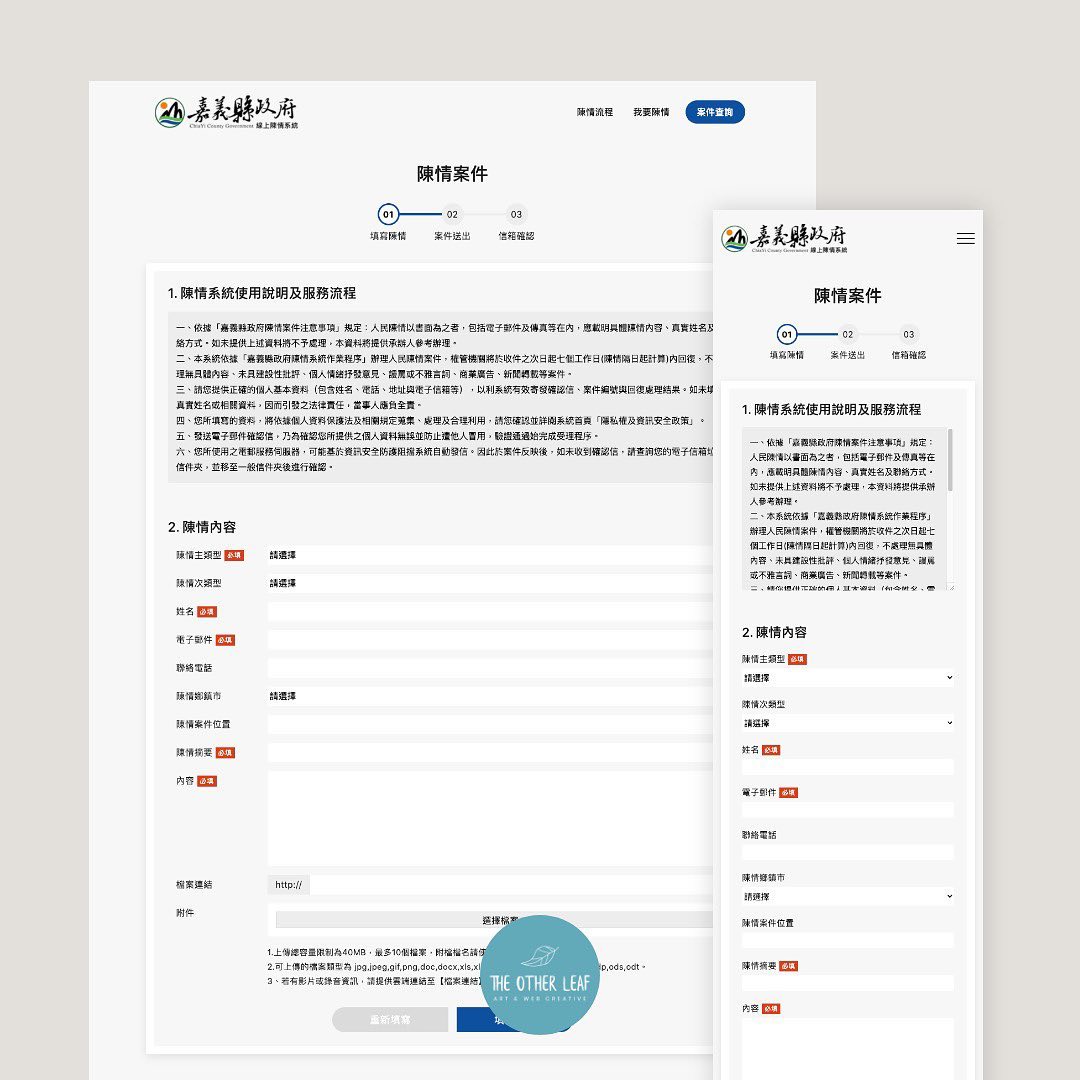 嘉義縣政府
ChiaYi County Government 線上陳情系統
陳情流程 我要陳情 案件查詢
陳情案件
01 02 03
填寫陳情 案件送出 信箱確認
1. 陳情系統使用說明及服務流程
一、依據「嘉義縣政府陳情案件注意事項」規定：人民陳情以書面為之者，包括電子郵件及傳真等在內，應載明具體陳情內容、真實姓名及
絡方式。如未提供上述資料將不予處理，本資料將提供承辦人參考辦理。
二、本系統依據「嘉義縣政府陳情系統作業程序」辦理人民陳情案件，權管機關將於收件之次日起七個工作日(陳情隔日起計算)內回復，不
理無具體內容、未具建設性批評、個人情緒抒發意見、謾罵或不雅言詞、商業廣告、新聞轉載等案件。
三、請您提供正確的個人基本資料（包含姓名、電話、地址與電子信箱等），以利系統有效寄發確認信、案件編號與回復處理結果。如未填
真實姓名或相關資料，因而引發之法律責任，當事人應負全責。
四、您所填寫的資料，將依據個人資料保護法及相關規定蒐集、處理及合理利用，請您確認並詳閱系統首頁「隱私權及資訊安全政策」。
五、發送電子郵件確認信，乃為確認您所提供之個人資料無誤並防止遭他人冒用，驗證通過始完成受理程序。
六、您所使用之電郵服務伺服器，可能基於資訊安全防護阻擋系統自動發信。因此於案件反映後，如未收到確認信，請查詢您的電子信箱垃
信件夾，並移至一般信件夾後進行確認。
2. 陳情內容
陳情主類型 必填 請選擇
陳情次類型 請選擇
姓名 必填
電子郵件 必填
聯絡電話
陳情鄉鎮市 請選擇
陳情案件位置
陳情摘要 必填
內容 必填
檔案連結 http://
附件 選擇檔案
1.上傳總容量限制為40MB，最多10個檔案，附檔檔名請使
2.可上傳的檔案類型為 jpg,jpeg,gif,png,doc,docx,xls,xl p,ods,odt。
3、若有影片或錄音資訊，請提供雲端連結至【檔案連結】
重新填寫 填
THE OTHER LEAF
ART & WEB CREATIVE
嘉義縣政府
ChiaYi County Government 線上陳情系統
陳情案件
01 02 03
填寫陳情 案件送出 信箱確認
1. 陳情系統使用說明及服務流程
一、依據「嘉義縣政府陳情案件注意事項」規定：
人民陳情以書面為之者，包括電子郵件及傳真等在
內，應載明具體陳情內容、真實姓名及聯絡方式。
如未提供上述資料將不予處理，本資料將提供承辦
人參考辦理。
二、本系統依據「嘉義縣政府陳情系統作業程序」
辦理人民陳情案件，權管機關將於收件之次日起七
個工作日(陳情隔日起計算)內回復，不處理無具體
內容、未具建設性批評、個人情緒抒發意見、謾罵
或不雅言詞、商業廣告、新聞轉載等案件。
三、請您提供正確的個人基本資料（包含姓名、電
2. 陳情內容
陳情主類型 必填
請選擇
陳情次類型
請選擇
姓名 必填
電子郵件 必填
聯絡電話
陳情鄉鎮市
請選擇
陳情案件位置
陳情摘要 必填
內容 必填